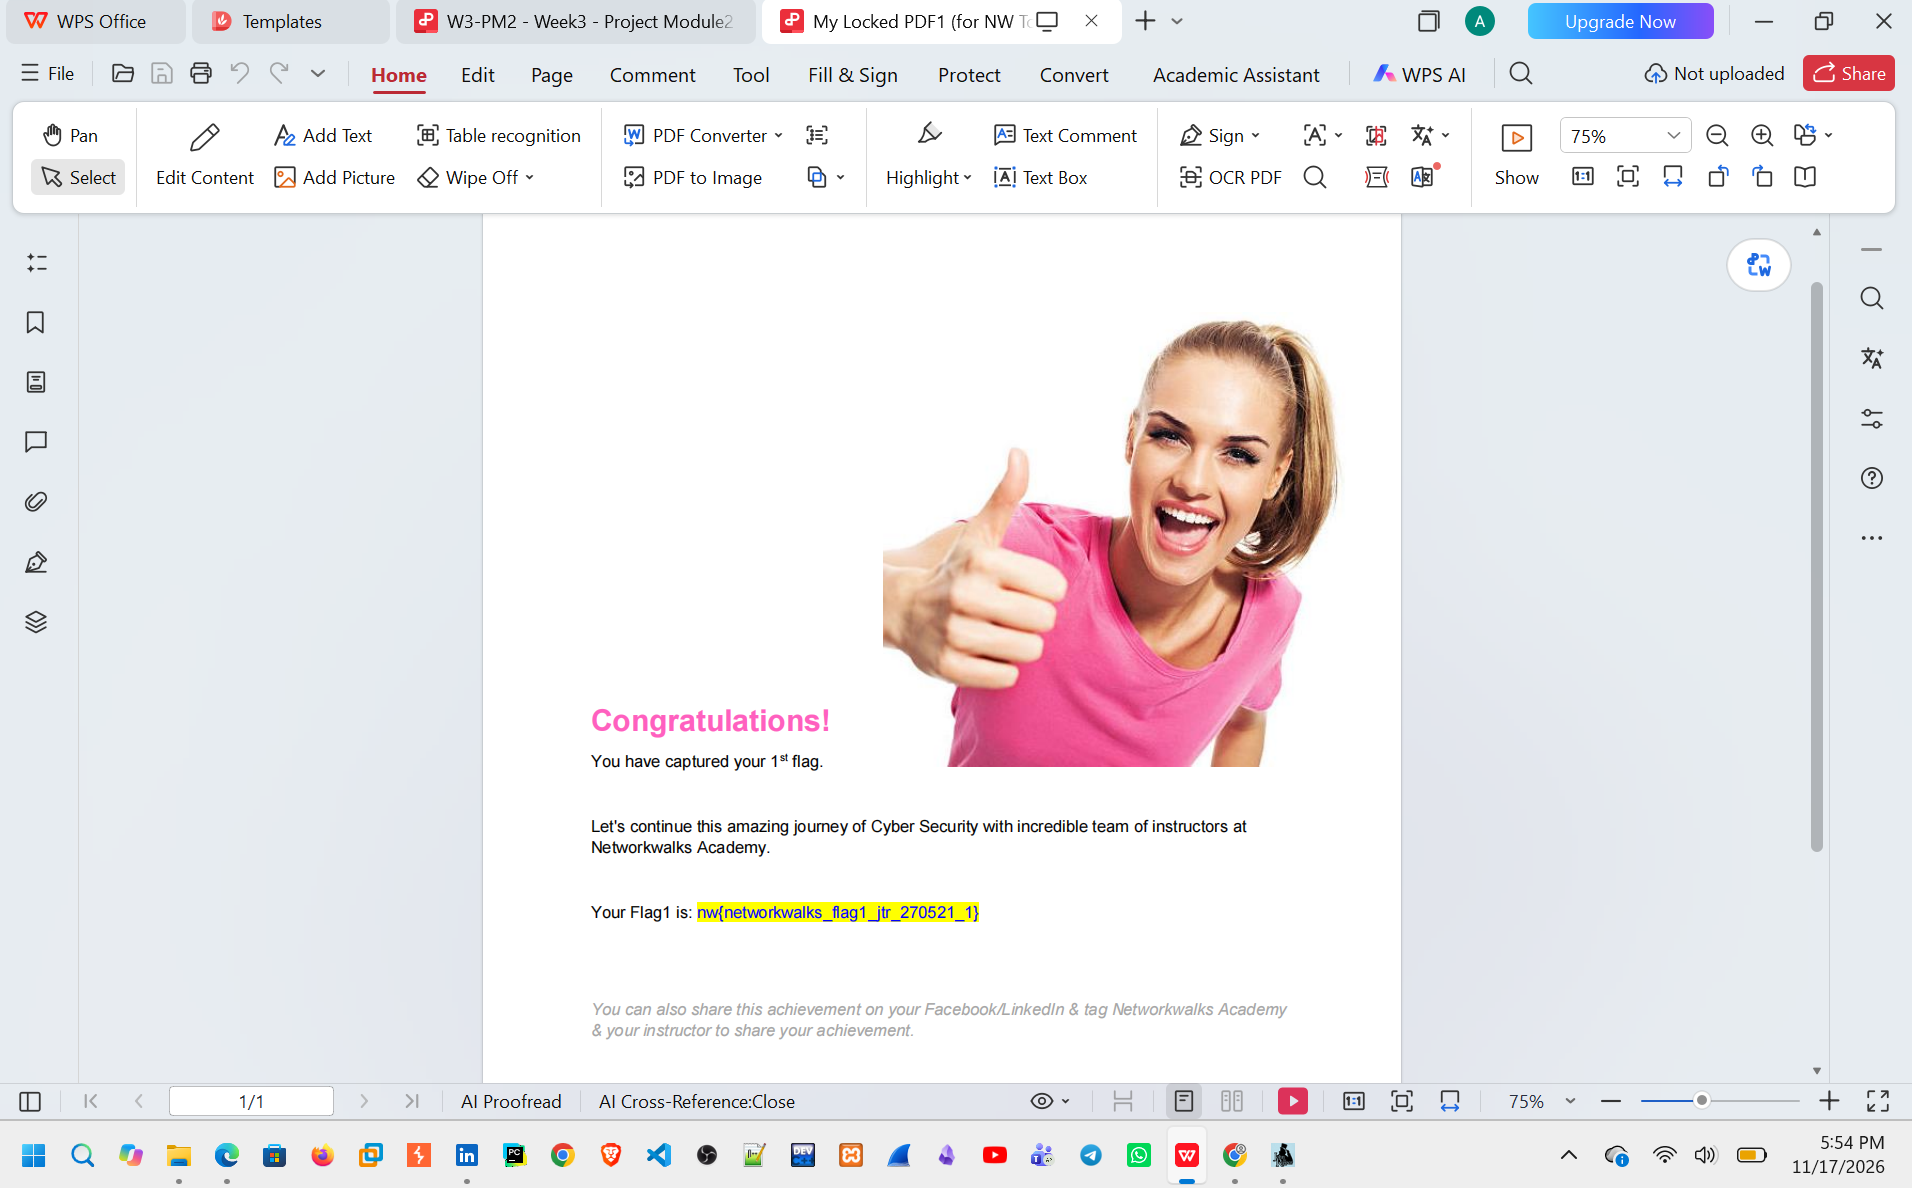 WPS Office
Templates
W3-PM2 - Week3 - Project Module2
My Locked PDF1 (for NW
A
Upgrade Now
File
Home
Edit
Page
Comment
Tool
Fill & Sign
Protect
Convert
Academic Assistant
WPS AI
Not uploaded
Share
Pan
Add Text
Table recognition
PDF Converter
Text Comment
Sign
75%
Select
Edit Content
Add Picture
Wipe Off
PDF to Image
Highlight
Text Box
OCR PDF
Show
1:1
Congratulations!
You have captured your 1st flag.
Let's continue this amazing journey of Cyber Security with incredible team of instructors at
Networkwalks Academy.
Your Flag1 is: nw{networkwalks_flag1_jtr_270521_1}
You can also share this achievement on your Facebook/LinkedIn & tag Networkwalks Academy
& your instructor to share your achievement.
1/1
AI Proofread
AI Cross-Reference:Close
1:1
75%
5:54 PM
11/17/2026